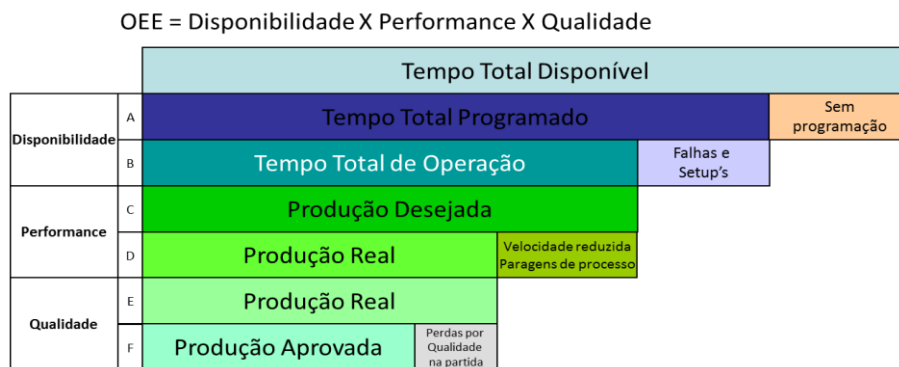 OEE = Disponibilidade X Performance X Qualidade
Tempo Total Disponível
Disponibilidade
A
Tempo Total Programado
Sem
programação
B
Tempo Total de Operação
Falhas e
Setup's
Performance
C
Produção Desejada
D
Produção Real
Velocidade reduzida
Paragens de processo
Qualidade
E
Produção Real
F
Produção Aprovada
Perdas por
Qualidade
na partida